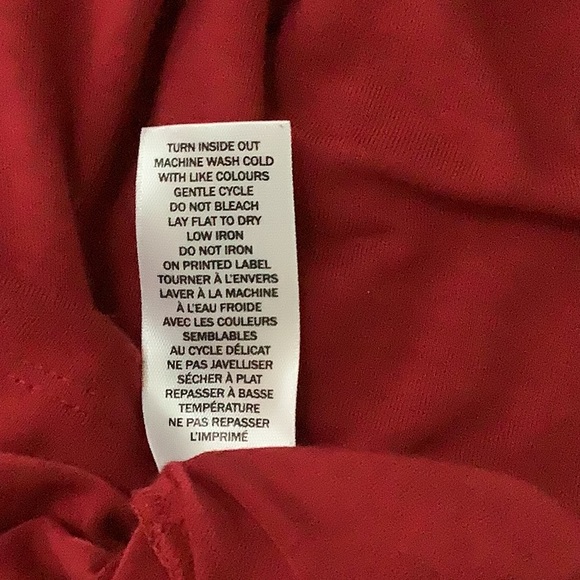 TURN INSIDE OUT
MACHINE WASH COLD
WITH LIKE COLOURS
GENTLE CYCLE
DO NOT BLEACH
LAY FLAT TO DRY
LOW IRON
DO NOT IRON
ON PRINTED LABEL
TOURNER À L'ENVERS
LAVER À LA MACHINE
À L'EAU FROIDE
AVEC LES COULEURS
SEMBLABLES
AU CYCLE DÉLICAT
NE PAS JAVELLISER
SÉCHER À PLAT
REPASSER À BASSE
TEMPÉRATURE
NE PAS REPASSER
L'IMPRIMÉ